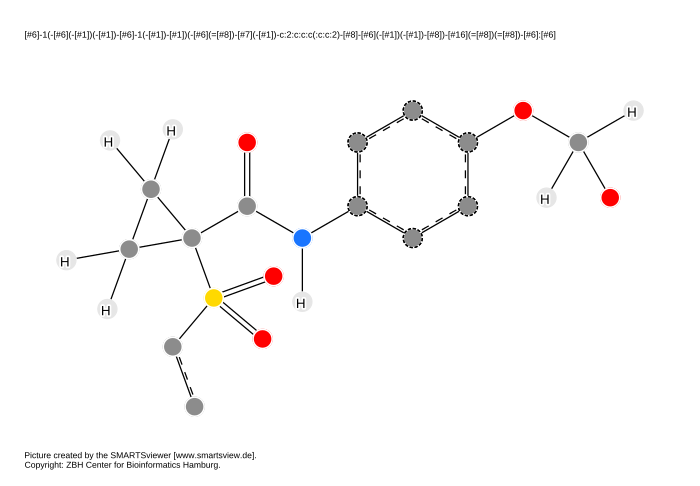 [#6]-1(-[#6](-[#1])(-[#1])-[#6]-1(-[#1])-[#1])(-[#6](=[#8])-[#7](-[#1])-c:2:c:c:c(:c:c:2)-[#8]-[#6](-[#1])(-[#1])-[#8])-[#16](=[#8])(=[#8])-[#6]:[#6]
H
H
H
H
H
H
H
Picture created by the SMARTSviewer [www.smartsview.de].
Copyright: ZBH Center for Bioinformatics Hamburg.